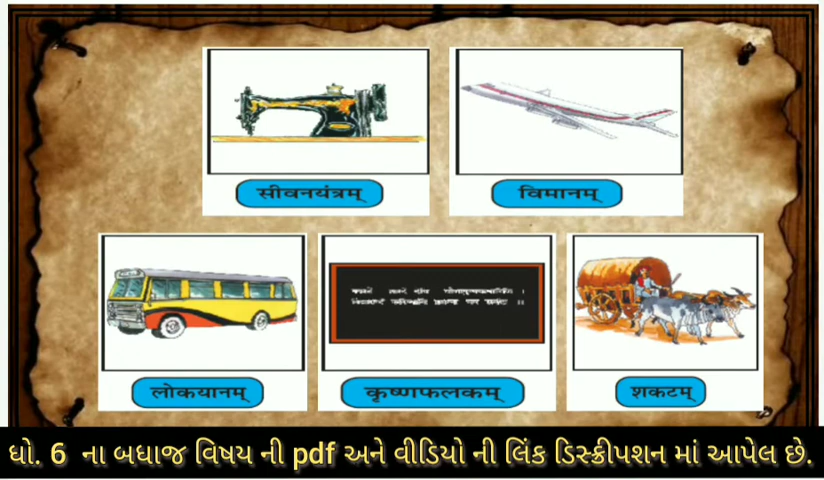 सीवनयंत्रम्
विमानम्
लोकयानम्
कृष्णफलकम्
शकटम्
ધો. 6 ના બધાજ વિષય ની pdf અને વીડિયો ની લિંક ડિસ્ક્રીપશન માં આપેલ છે.